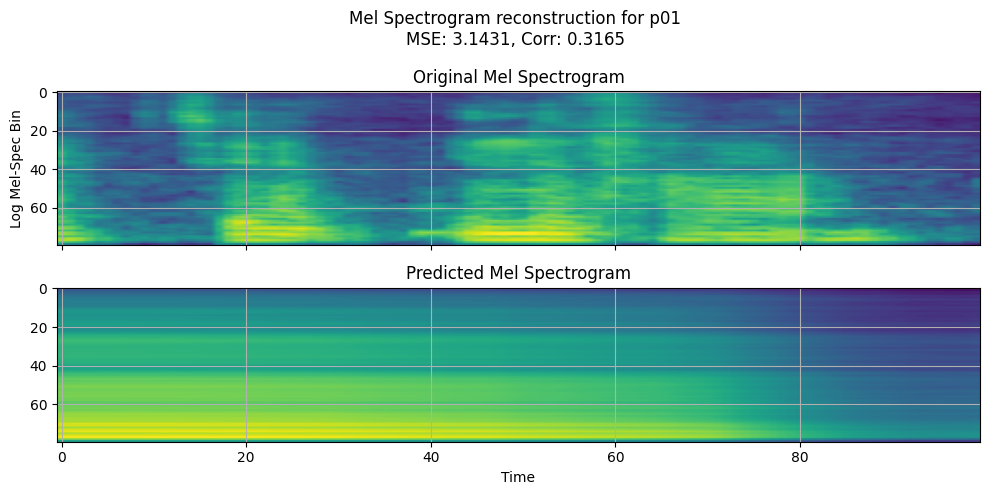 Mel Spectrogram reconstruction for p01
MSE: 3.1431, Corr: 0.3165
Original Mel Spectrogram
0
20
40
60
Log Mel-Spec Bin
Predicted Mel Spectrogram
0
20
40
60
0 20 40 60 80
Time